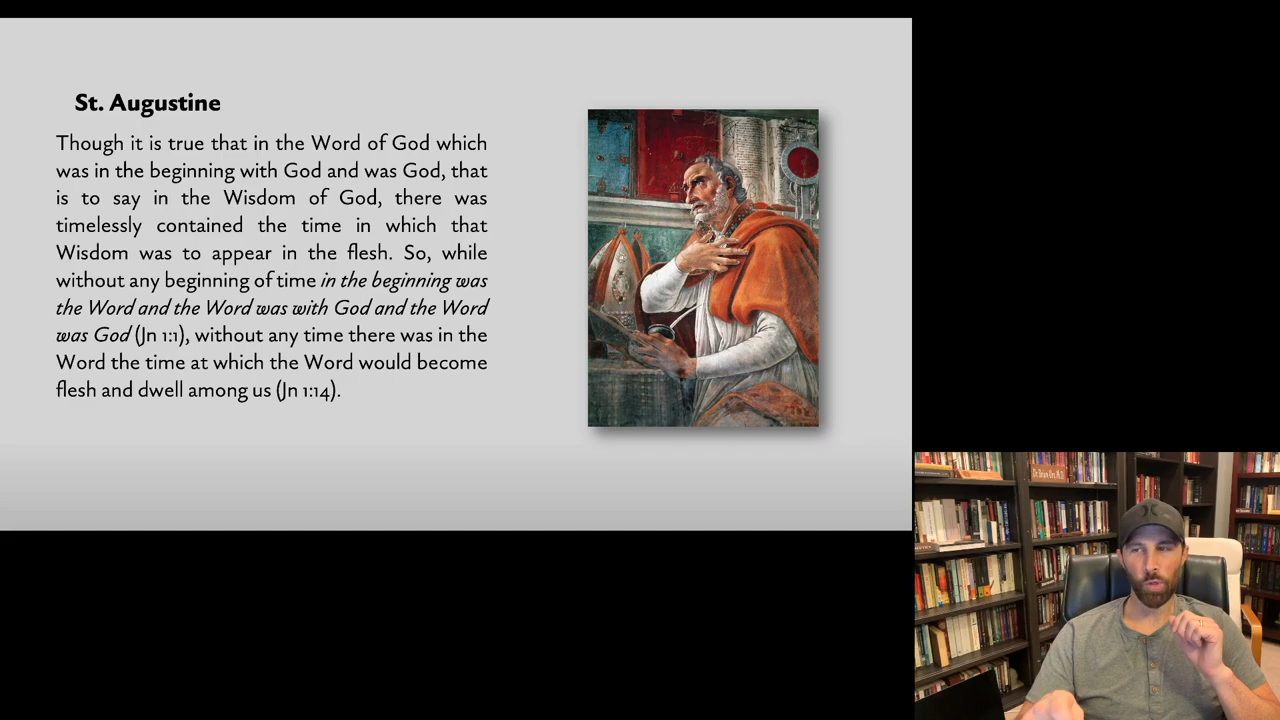 St. Augustine
Though it is true that in the Word of God which
was in the beginning with God and was God, that
is to say in the Wisdom of God, there was
timelessly contained the time in which that
Wisdom was to appear in the flesh. So, while
without any beginning of time in the beginning was
the Word and the Word was with God and the Word
was God (Jn 1:1), without any time there was in the
Word the time at which the Word would become
flesh and dwell among us (Jn 1:14).